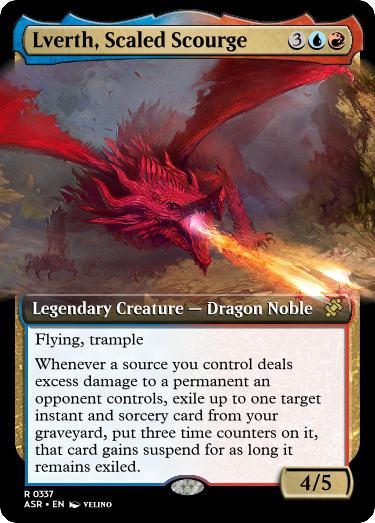 Lverth, Scaled Scourge 3
Legendary Creature — Dragon Noble
Flying, trample
Whenever a source you control deals
excess damage to a permanent an
opponent controls, exile up to one target
instant and sorcery card from your
graveyard, put three time counters on it,
that card gains suspend for as long it
remains exiled.
4/5
R 0337
ASR • EN VELINO